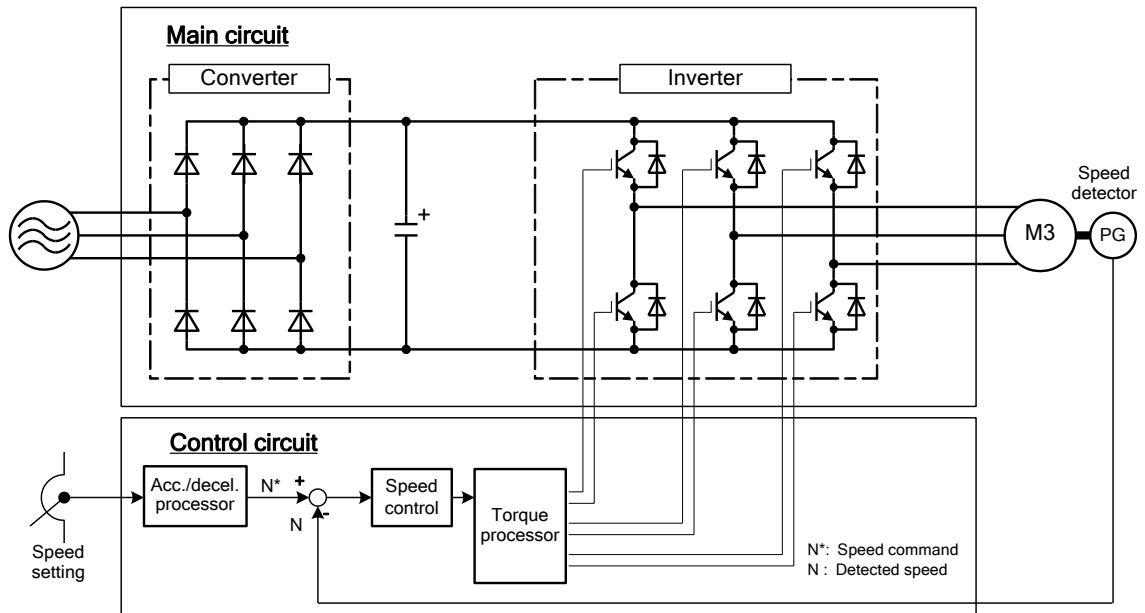 Main circuit
Converter
Inverter
Speed
detector
M3
PG
+
Control circuit
Acc./decel.
processor
N*
+
N
-
Speed
control
Torque
processor
Speed
setting
N*: Speed command
N : Detected speed